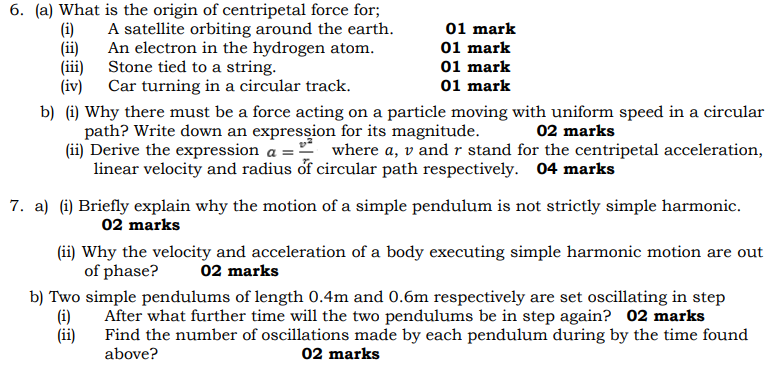 6. (a) What is the origin of centripetal force for;
(i) A satellite orbiting around the earth. 01 mark
(ii) An electron in the hydrogen atom. 01 mark
(iii) Stone tied to a string. 01 mark
(iv) Car turning in a circular track. 01 mark
b) (i) Why there must be a force acting on a particle moving with uniform speed in a circular
path? Write down an expression for its magnitude. 02 marks
(ii) Derive the expression a = v²/r where a, v and r stand for the centripetal acceleration,
linear velocity and radius of circular path respectively. 04 marks
7. a) (i) Briefly explain why the motion of a simple pendulum is not strictly simple harmonic.
02 marks
(ii) Why the velocity and acceleration of a body executing simple harmonic motion are out
of phase? 02 marks
b) Two simple pendulums of length 0.4m and 0.6m respectively are set oscillating in step
(i) After what further time will the two pendulums be in step again? 02 marks
(ii) Find the number of oscillations made by each pendulum during by the time found
above? 02 marks